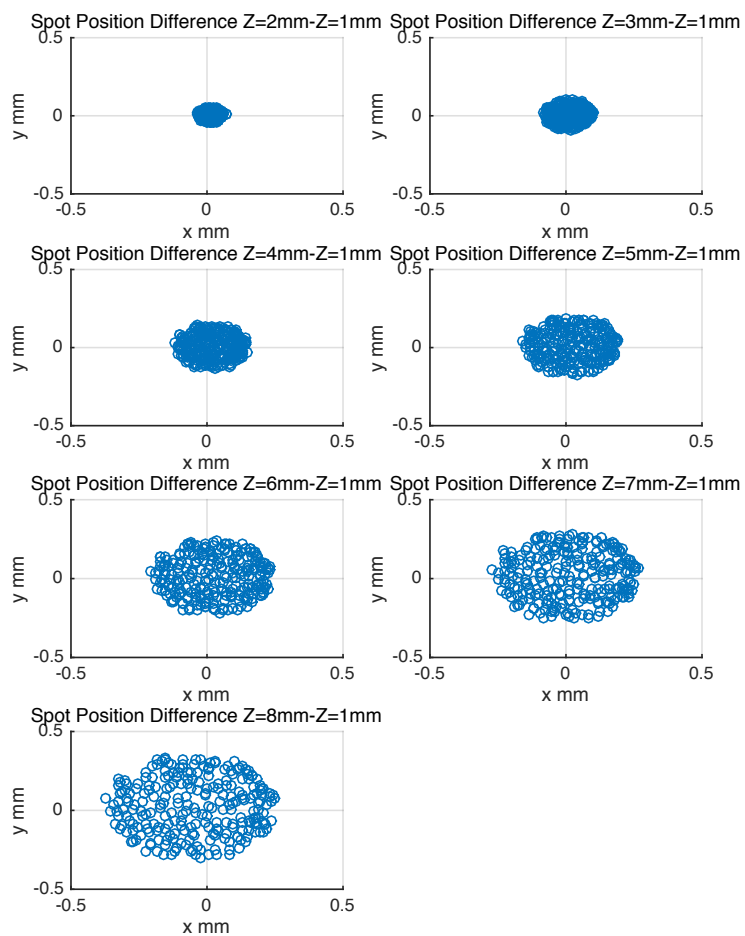 Spot Position Difference Z=2mm-Z=1mm
0.5
0
-0.5
y mm
-0.5
0
0.5
x mm
Spot Position Difference Z=3mm-Z=1mm
0.5
0
-0.5
y mm
-0.5
0
0.5
x mm
Spot Position Difference Z=4mm-Z=1mm
0.5
0
-0.5
y mm
-0.5
0
0.5
x mm
Spot Position Difference Z=5mm-Z=1mm
0.5
0
-0.5
y mm
-0.5
0
0.5
x mm
Spot Position Difference Z=6mm-Z=1mm
0.5
0
-0.5
y mm
-0.5
0
0.5
x mm
Spot Position Difference Z=7mm-Z=1mm
0.5
0
-0.5
y mm
-0.5
0
0.5
x mm
Spot Position Difference Z=8mm-Z=1mm
0.5
0
-0.5
y mm
-0.5
0
0.5
x mm